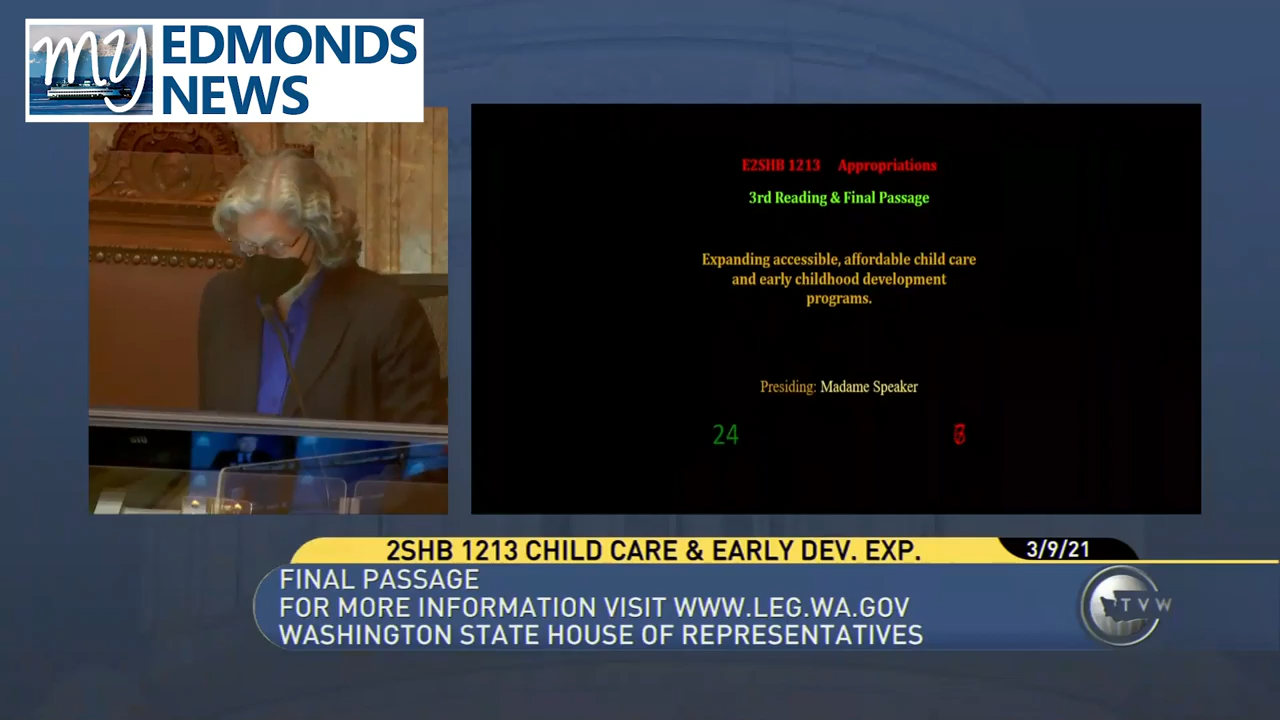 my EDMONDS
NEWS
E2SHB 1213 Appropriations
3rd Reading & Final Passage
Expanding accessible, affordable child care
and early childhood development
programs.
Presiding: Madame Speaker
24
2SHB 1213 CHILD CARE & EARLY DEV. EXP. 3/9/21
FINAL PASSAGE
FOR MORE INFORMATION VISIT WWW.LEG.WA.GOV
WASHINGTON STATE HOUSE OF REPRESENTATIVES
TVW